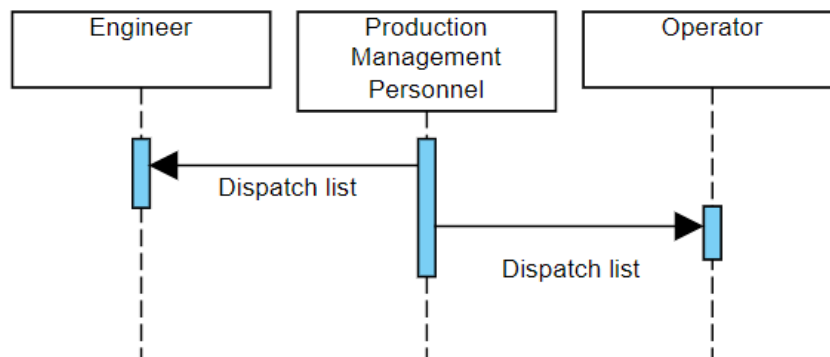 Engineer
Production
Management
Personnel
Operator
Dispatch list
Dispatch list